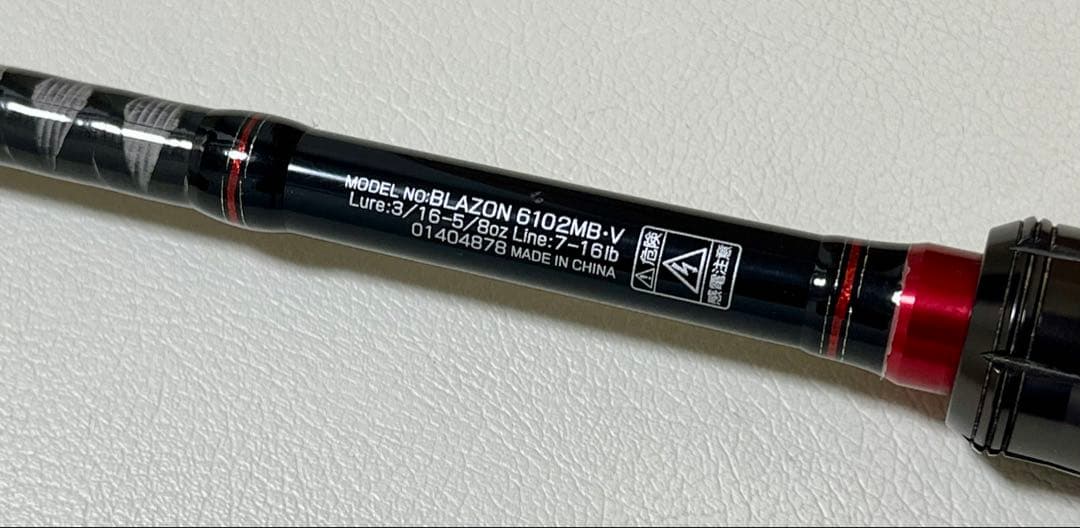 MODEL NO:BLAZON 6102MB·V
Lure:3/16-5/8oz Line:7-16lb
01404878 MADE IN CHINA
危険
感電注意